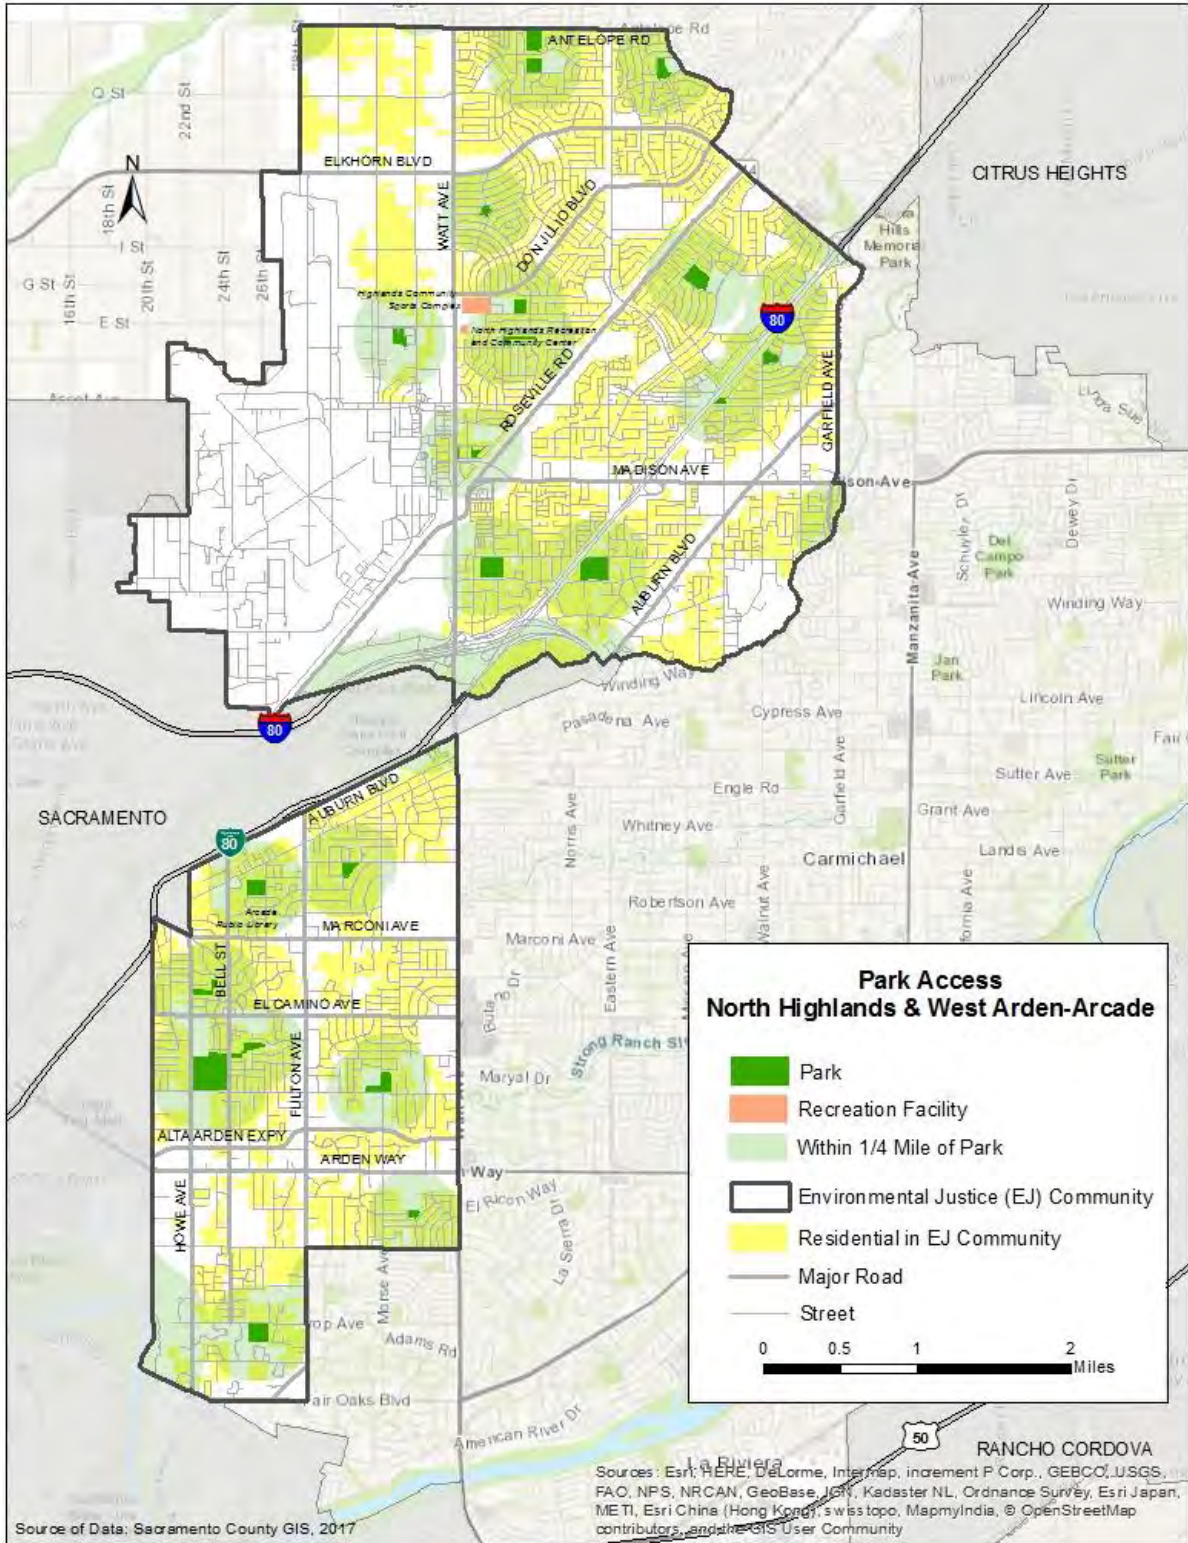 ANTELOPE RD
Q St
22nd St
ELKHORN BLVD
N
18th St
WATT AVE
DON JULIO BLVD
CITRUS HEIGHTS
Hills
Memorial
Park
I St
20th St
24th St
26th St
G St
16th St
E St
Highlands Community
Sports Complex
North Highlands Recreation
and Community Center
80
ROSEVILLE RD
GARFIELD AVE
MADISON AVE
Schuyler Dr
Dewey Dr
Del
Campo
Park
AUBURN BLVD
Manzanita Ave
Winding Way
Jan
Park
Winding Way
Lincoln Ave
Pasadena Ave
Cypress Ave
80
Garfield Ave
Sutter
Park
Sutter Ave
Engle Rd
SACRAMENTO
AUBURN BLVD
80
Norris Ave
Whitney Ave
Grant Ave
Carmichael
Landis Ave
Walnut Ave
Robertson Ave
Arcade
Public Library
MARCONI AVE
Marconi Ave
Eastern Ave
BELL ST
EL CAMINO AVE
FULTON AVE
Strong Ranch Sl
Maryal Dr
ALTA ARDEN EXPY
ARDEN WAY
Way
El Ricon Way
HOWE AVE
La Sierra Dr
Morse Ave
Adams Rd
Fair Oaks Blvd
American River Dr
Park Access
North Highlands & West Arden-Arcade
Park
Recreation Facility
Within 1/4 Mile of Park
Environmental Justice (EJ) Community
Residential in EJ Community
Major Road
Street
0 0.5 1 2
Miles
50
La Riviera
RANCHO CORDOVA
Sources: Esri, HERE, DeLorme, Intermap, increment P Corp., GEBCO, USGS,
FAO, NPS, NRCAN, GeoBase, IGN, Kadaster NL, Ordnance Survey, Esri Japan,
METI, Esri China (Hong Kong), swisstopo, MapmyIndia, © OpenStreetMap
contributors, and the GIS User Community
Source of Data: Sacramento County GIS, 2017